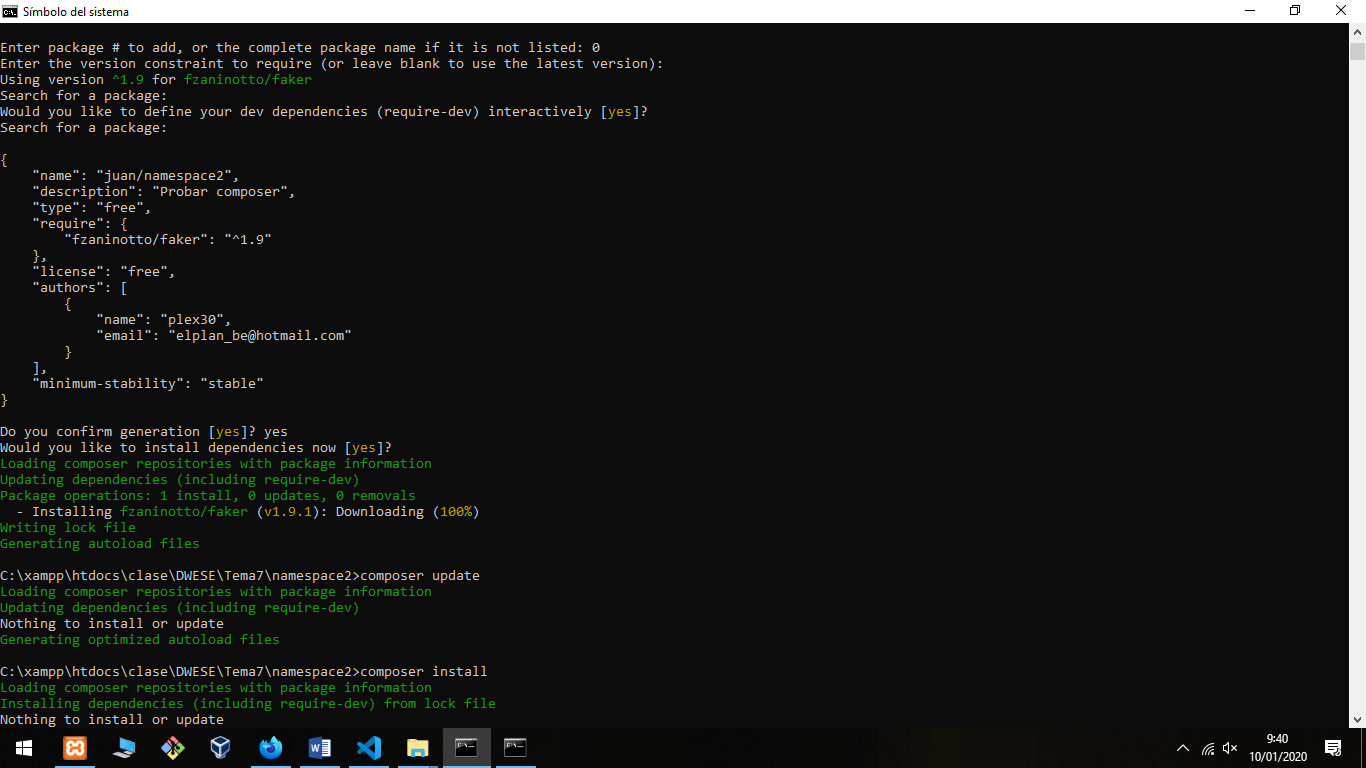 Símbolo del sistema
Enter package # to add, or the complete package name if it is not listed: 0
Enter the version constraint to require (or leave blank to use the latest version):
Using version ^1.9 for fzaninotto/faker
Search for a package:
Would you like to define your dev dependencies (require-dev) interactively [yes]?
Search for a package:
{
    "name": "juan/namespace2",
    "description": "Probar composer",
    "type": "free",
    "require": {
        "fzaninotto/faker": "^1.9"
    },
    "license": "free",
    "authors": [
        {
            "name": "plex30",
            "email": "elplan_be@hotmail.com"
        }
    ],
    "minimum-stability": "stable"
}
Do you confirm generation [yes]? yes
Would you like to install dependencies now [yes]?
Loading composer repositories with package information
Updating dependencies (including require-dev)
Package operations: 1 install, 0 updates, 0 removals
  - Installing fzaninotto/faker (v1.9.1): Downloading (100%)
Writing lock file
Generating autoload files
C:\xampp\htdocs\clase\DWESE\Tema7\namespace2>composer update
Loading composer repositories with package information
Updating dependencies (including require-dev)
Nothing to install or update
Generating optimized autoload files
C:\xampp\htdocs\clase\DWESE\Tema7\namespace2>composer install
Loading composer repositories with package information
Installing dependencies (including require-dev) from lock file
Nothing to install or update
9:40
10/01/2020